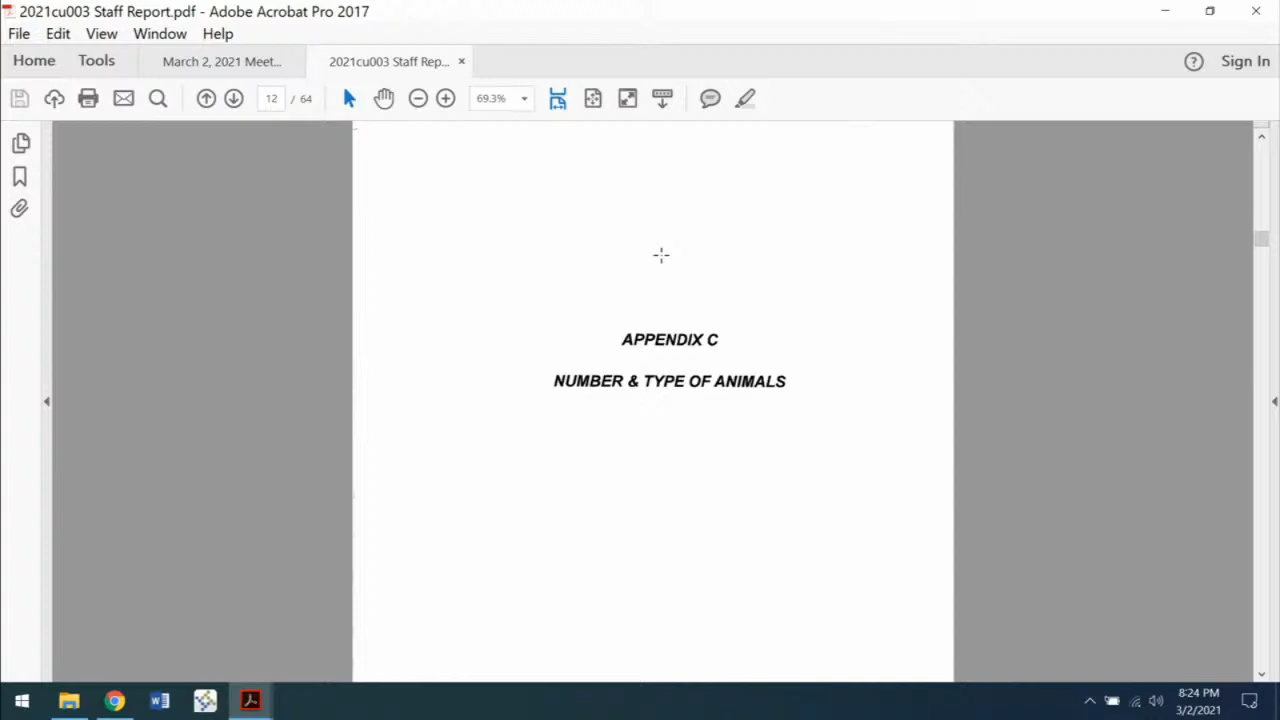 2021cu003 Staff Report.pdf - Adobe Acrobat Pro 2017
File Edit View Window Help
Home Tools March 2, 2021 Meet... 2021cu003 Staff Rep... × Sign In
12 / 64 69.3%
APPENDIX C
NUMBER & TYPE OF ANIMALS
8:24 PM
3/2/2021